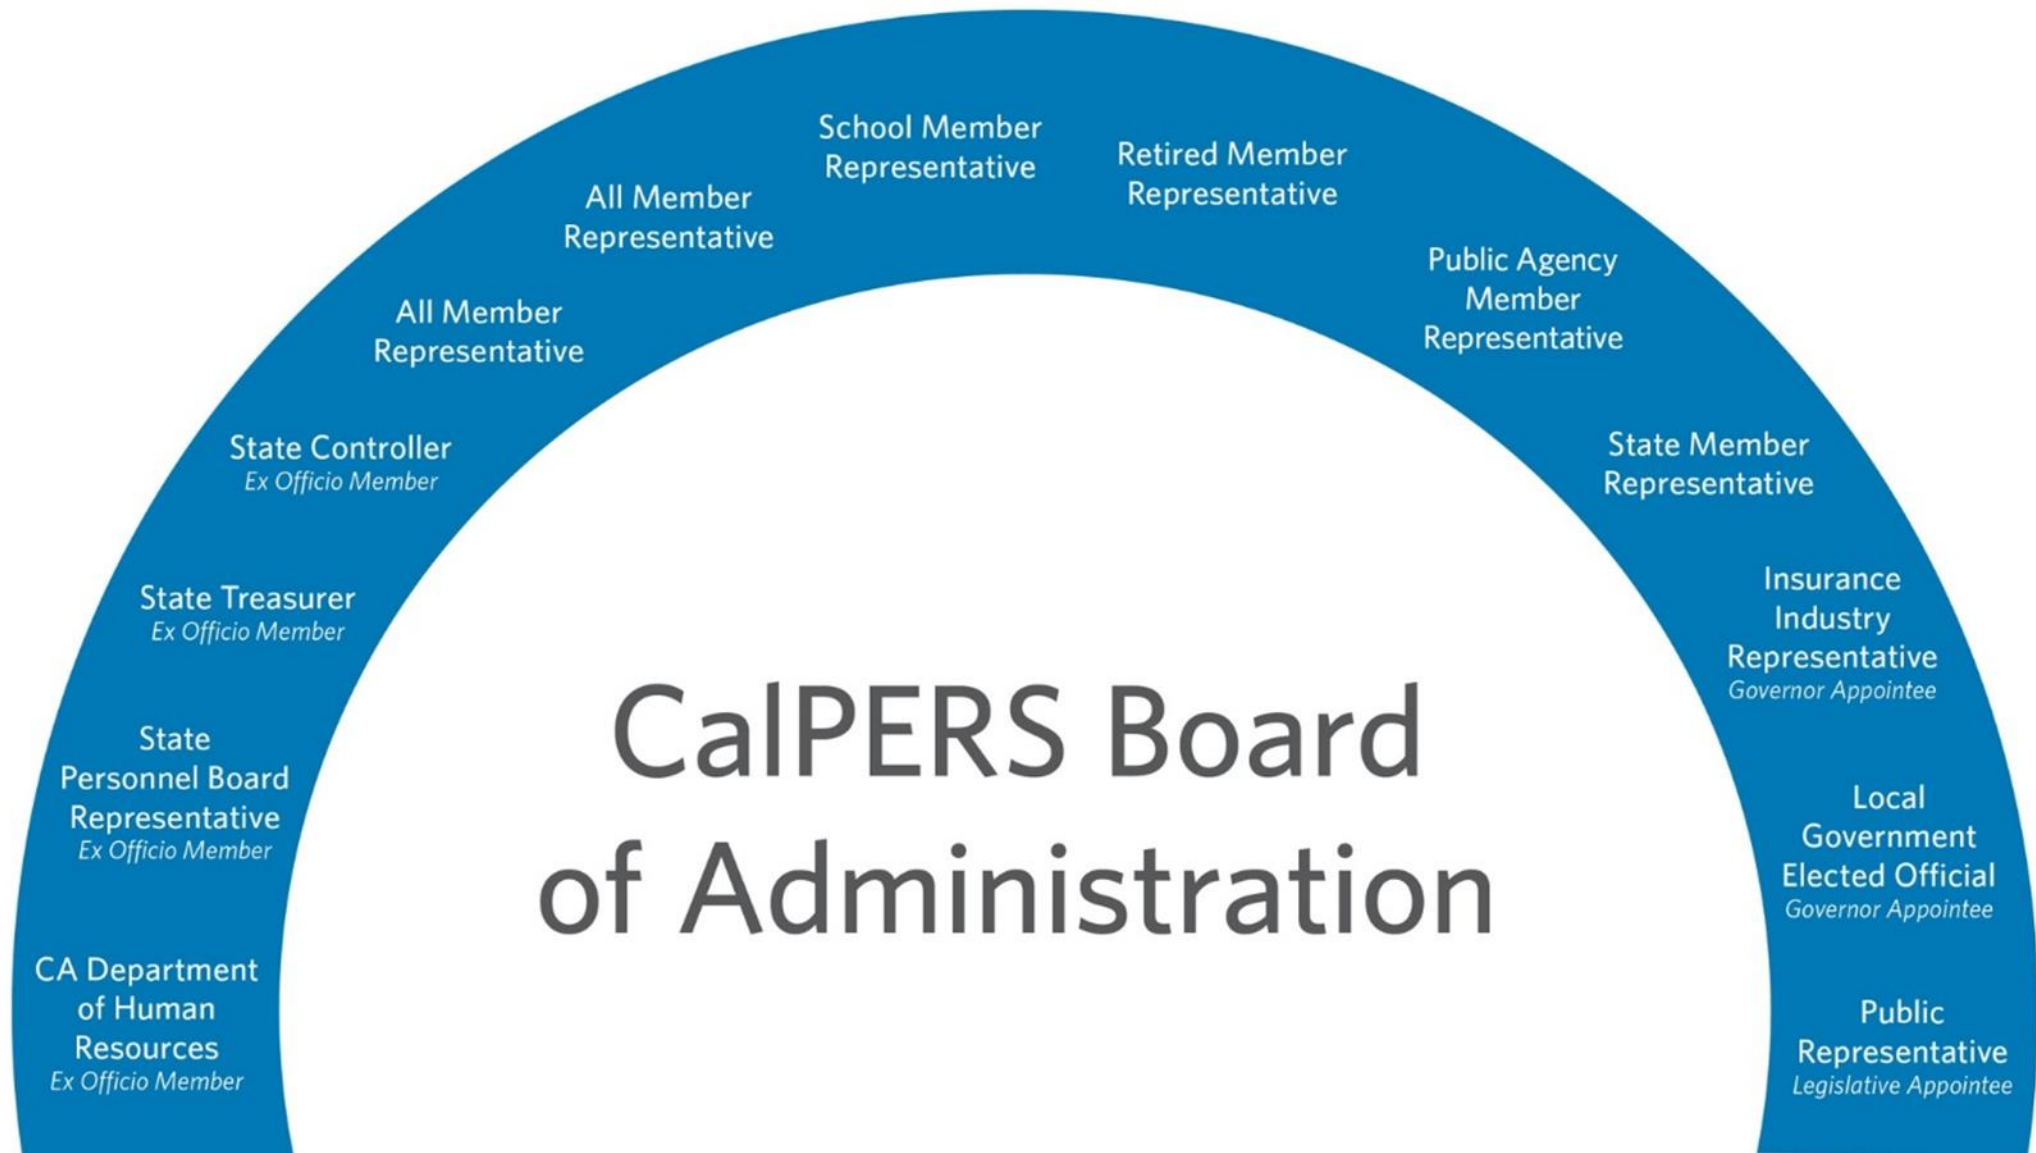 CA Department
of Human
Resources
Ex Officio Member
State
Personnel Board
Representative
Ex Officio Member
State Treasurer
Ex Officio Member
State Controller
Ex Officio Member
All Member
Representative
All Member
Representative
School Member
Representative
Retired Member
Representative
Public Agency
Member
Representative
State Member
Representative
Insurance
Industry
Representative
Governor Appointee
Local
Government
Elected Official
Governor Appointee
Public
Representative
Legislative Appointee
CalPERS Board
of Administration